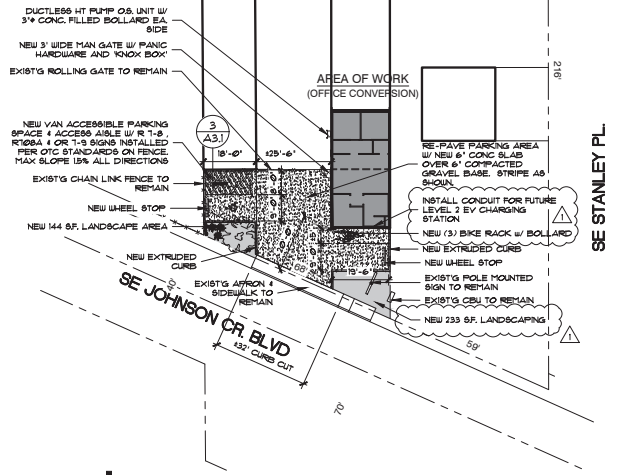 DUCTLESS HT PUMP O.S. UNIT W/
3"⌀ CONC. FILLED BOLLARD EA.
SIDE
NEW 3' WIDE MAN GATE W/ PANIC
HARDWARE AND 'KNOX BOX'
EXIST'G ROLLING GATE TO REMAIN
NEW VAN ACCESSIBLE PARKING
SPACE & ACCESS AISLE W/ R 7-8,
R708A & OR 7-9 SIGNS INSTALLED
PER OTC STANDARDS ON FENCE.
MAX SLOPE 1.5% ALL DIRECTIONS
EXIST'G CHAIN LINK FENCE TO
REMAIN
NEW WHEEL STOP
NEW 144 S.F. LANDSCAPE AREA
NEW EXTRUDED
CURB
EXIST'G APRON &
SIDEWALK TO
REMAIN
3
A3.1
18'-0"
±25'-6"
AREA OF WORK
(OFFICE CONVERSION)
RE-PAVE PARKING AREA
W/ NEW 6" CONC SLAB
OVER 6" COMPACTED
GRAVEL BASE. STRIPE AS
SHOWN.
INSTALL CONDUIT FOR FUTURE
LEVEL 2 EV CHARGING
STATION
1
NEW (3) BIKE RACK w/ BOLLARD
NEW EXTRUDED CURB
NEW WHEEL STOP
EXIST'G POLE MOUNTED
SIGN TO REMAIN
EXIST'G CBU TO REMAIN
NEW 233 S.F. LANDSCAPING
1
15'-6"
68'
40'
SE JOHNSON CR. BLVD
±32' CURB CUT
59'
70'
216'
SE STANLEY PL.